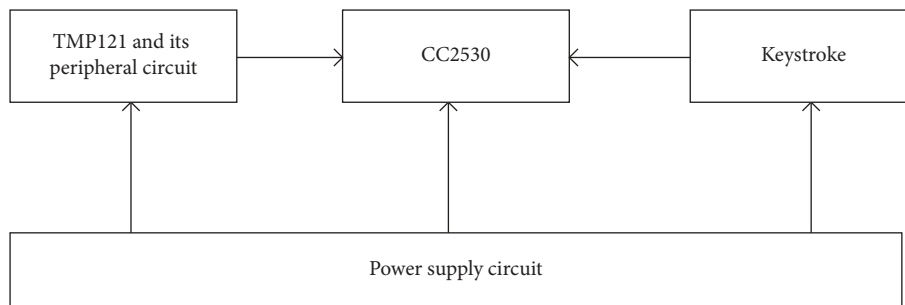 TMP121 and its
peripheral circuit
CC2530
Keystroke
Power supply circuit